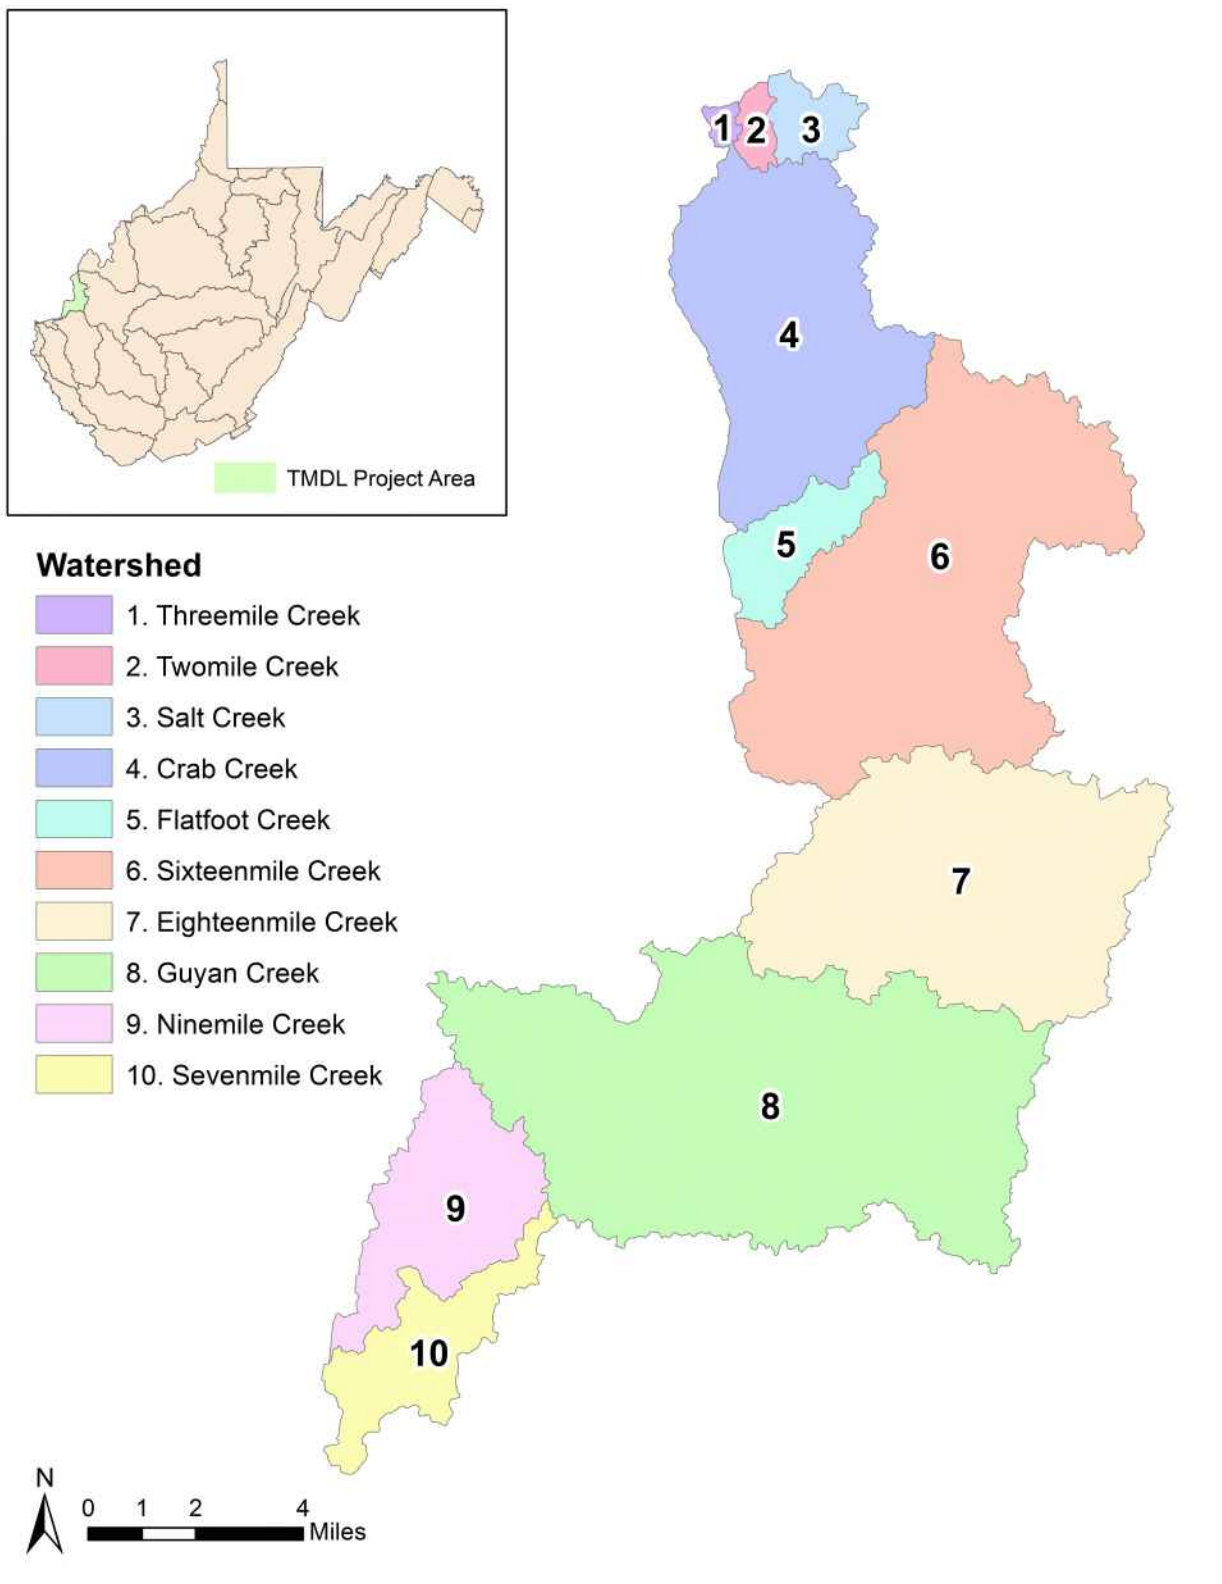 TMDL Project Area
Watershed
1. Threemile Creek
2. Twomile Creek
3. Salt Creek
4. Crab Creek
5. Flatfoot Creek
6. Sixteenmile Creek
7. Eighteenmile Creek
8. Guyan Creek
9. Ninemile Creek
10. Sevenmile Creek
1 2 3
4
5
6
7
8
9
10
N
0 1 2 4
Miles